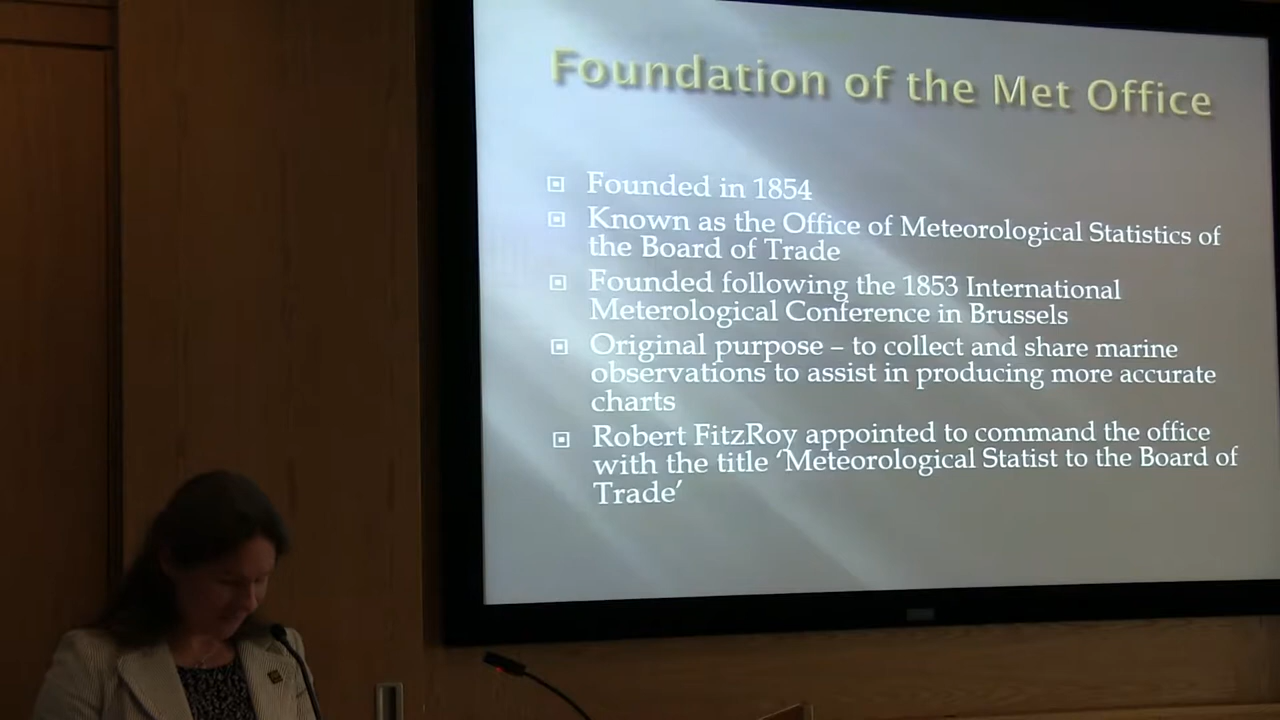 Foundation of the Met Office
Founded in 1854
Known as the Office of Meteorological Statistics of
the Board of Trade
Founded following the 1853 International
Meterological Conference in Brussels
Original purpose – to collect and share marine
observations to assist in producing more accurate
charts
Robert FitzRoy appointed to command the office
with the title ‘Meteorological Statist to the Board of
Trade’